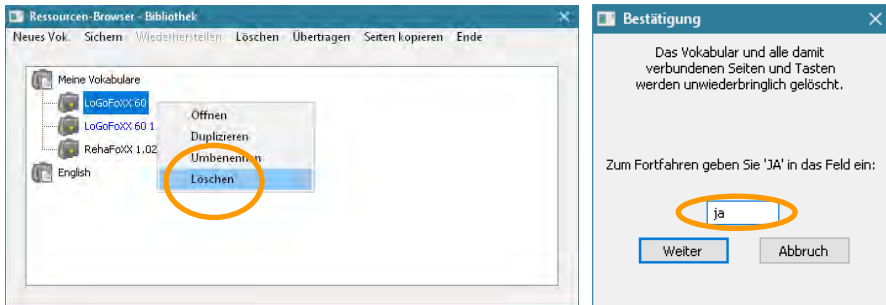 Ressourcen-Browser - Bibliothek
Neues Vok. Sichern Wiederherstellen Löschen Übertragen Seiten kopieren Ende
Meine Vokabulare
LoGoFoXX 60
LoGoFoXX 60 1
RehaFoXX 1.02
English
Öffnen
Duplizieren
Umbenennen
Löschen
Bestätigung
Das Vokabular und alle damit
verbundenen Seiten und Tasten
werden unwiederbringlich gelöscht.
Zum Fortfahren geben Sie 'JA' in das Feld ein:
ja
Weiter Abbruch